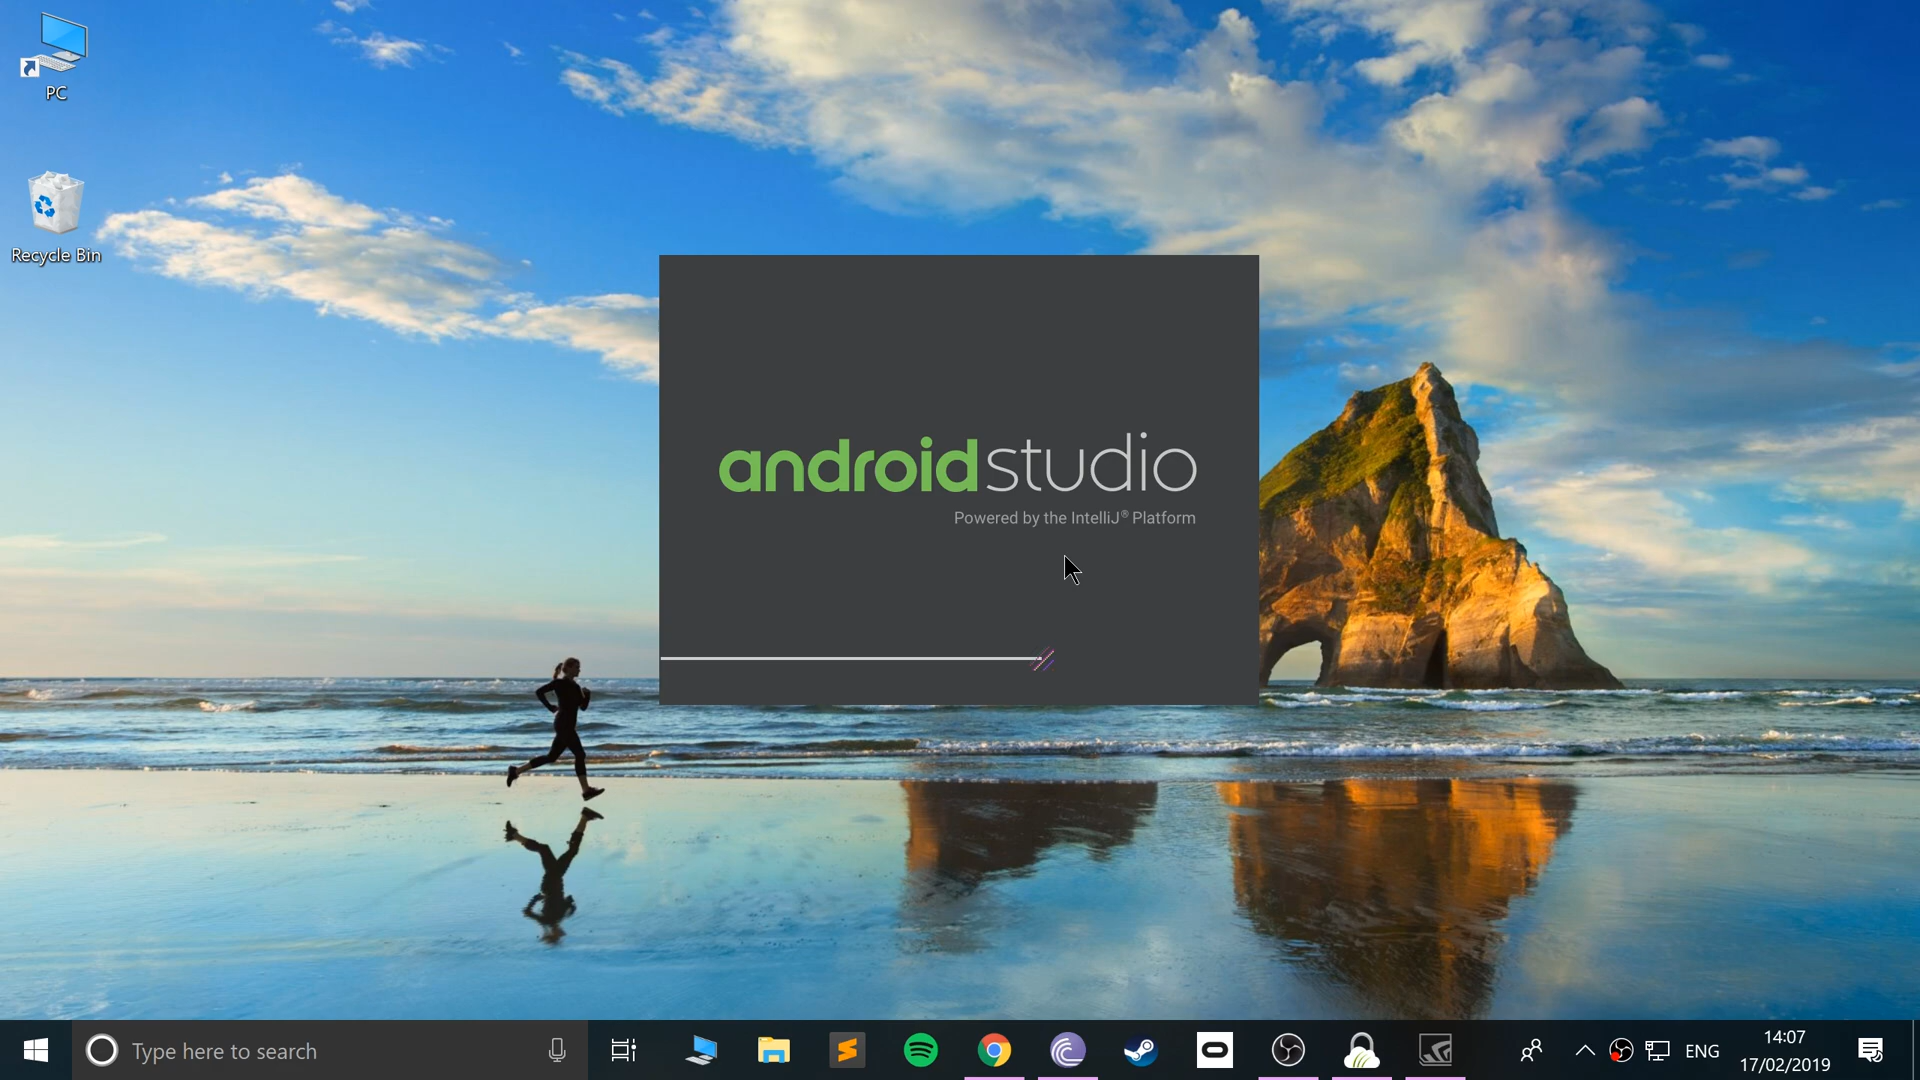 PC
Recycle Bin
androidstudio
Powered by the IntelliJ® Platform
Type here to search
ENG
14:07
17/02/2019